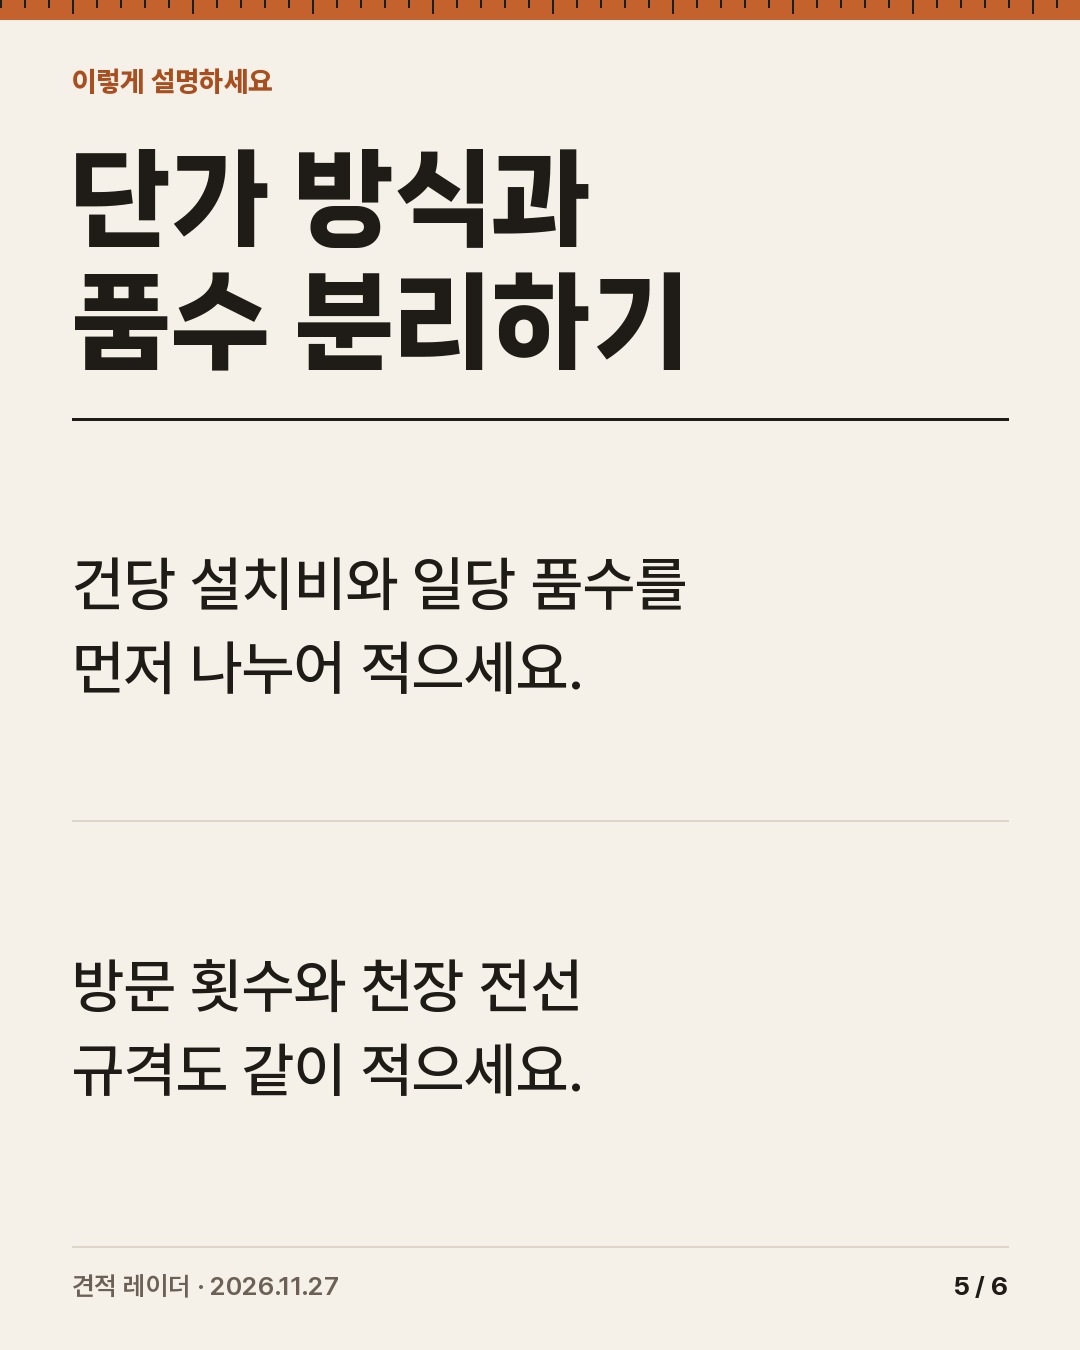 이렇게 설명하세요
단가 방식과
품수 분리하기
건당 설치비와 일당 품수를
먼저 나누어 적으세요.
방문 횟수와 천장 전선
규격도 같이 적으세요.
견적 레이더 · 2026.11.27
5 / 6